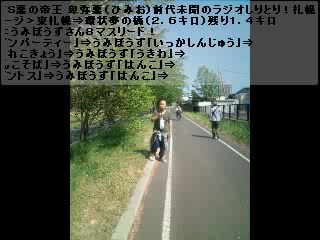 S薬の帝王 卑弥薬(ひみお)前代未聞のラジオしりとり!札幌
ージ>東札幌⇒環状夢の橋(2.6キロ)残り1.4キロ
:うみぼうずさん8マスリード!
ンパーティー」⇒うみぼうず「いっかしんじゅう」⇒
れこきょう」⇒うみぼうず「うきわ」⇒
こそば」⇒うみぼうず「はんこ」⇒
ントス」⇒うみぼうず「はんこ」⇒